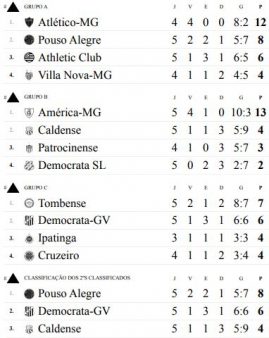 # GRUPO A J V E D G P
1. Atlético-MG 4 4 0 0 8:2 12
2. Pouso Alegre 5 2 2 1 5:7 8
3. Athletic Club 5 1 3 1 6:5 6
4. Villa Nova-MG 4 1 1 2 4:5 4
# GRUPO B J V E D G P
1. América-MG 5 4 1 0 10:3 13
2. Caldense 5 1 1 3 5:9 4
3. Patrocinense 4 1 0 3 5:7 3
4. Democrata SL 5 0 2 3 2:7 2
# GRUPO C J V E D G P
1. Tombense 5 2 1 2 8:7 7
2. Democrata-GV 5 1 3 1 6:6 6
3. Ipatinga 3 1 1 1 3:3 4
4. Cruzeiro 4 1 1 2 3:4 4
# CLASSIFICAÇÃO DOS 2ºS CLASSIFICADOS J V E D G P
1. Pouso Alegre 5 2 2 1 5:7 8
2. Democrata-GV 5 1 3 1 6:6 6
3. Caldense 5 1 1 3 5:9 4